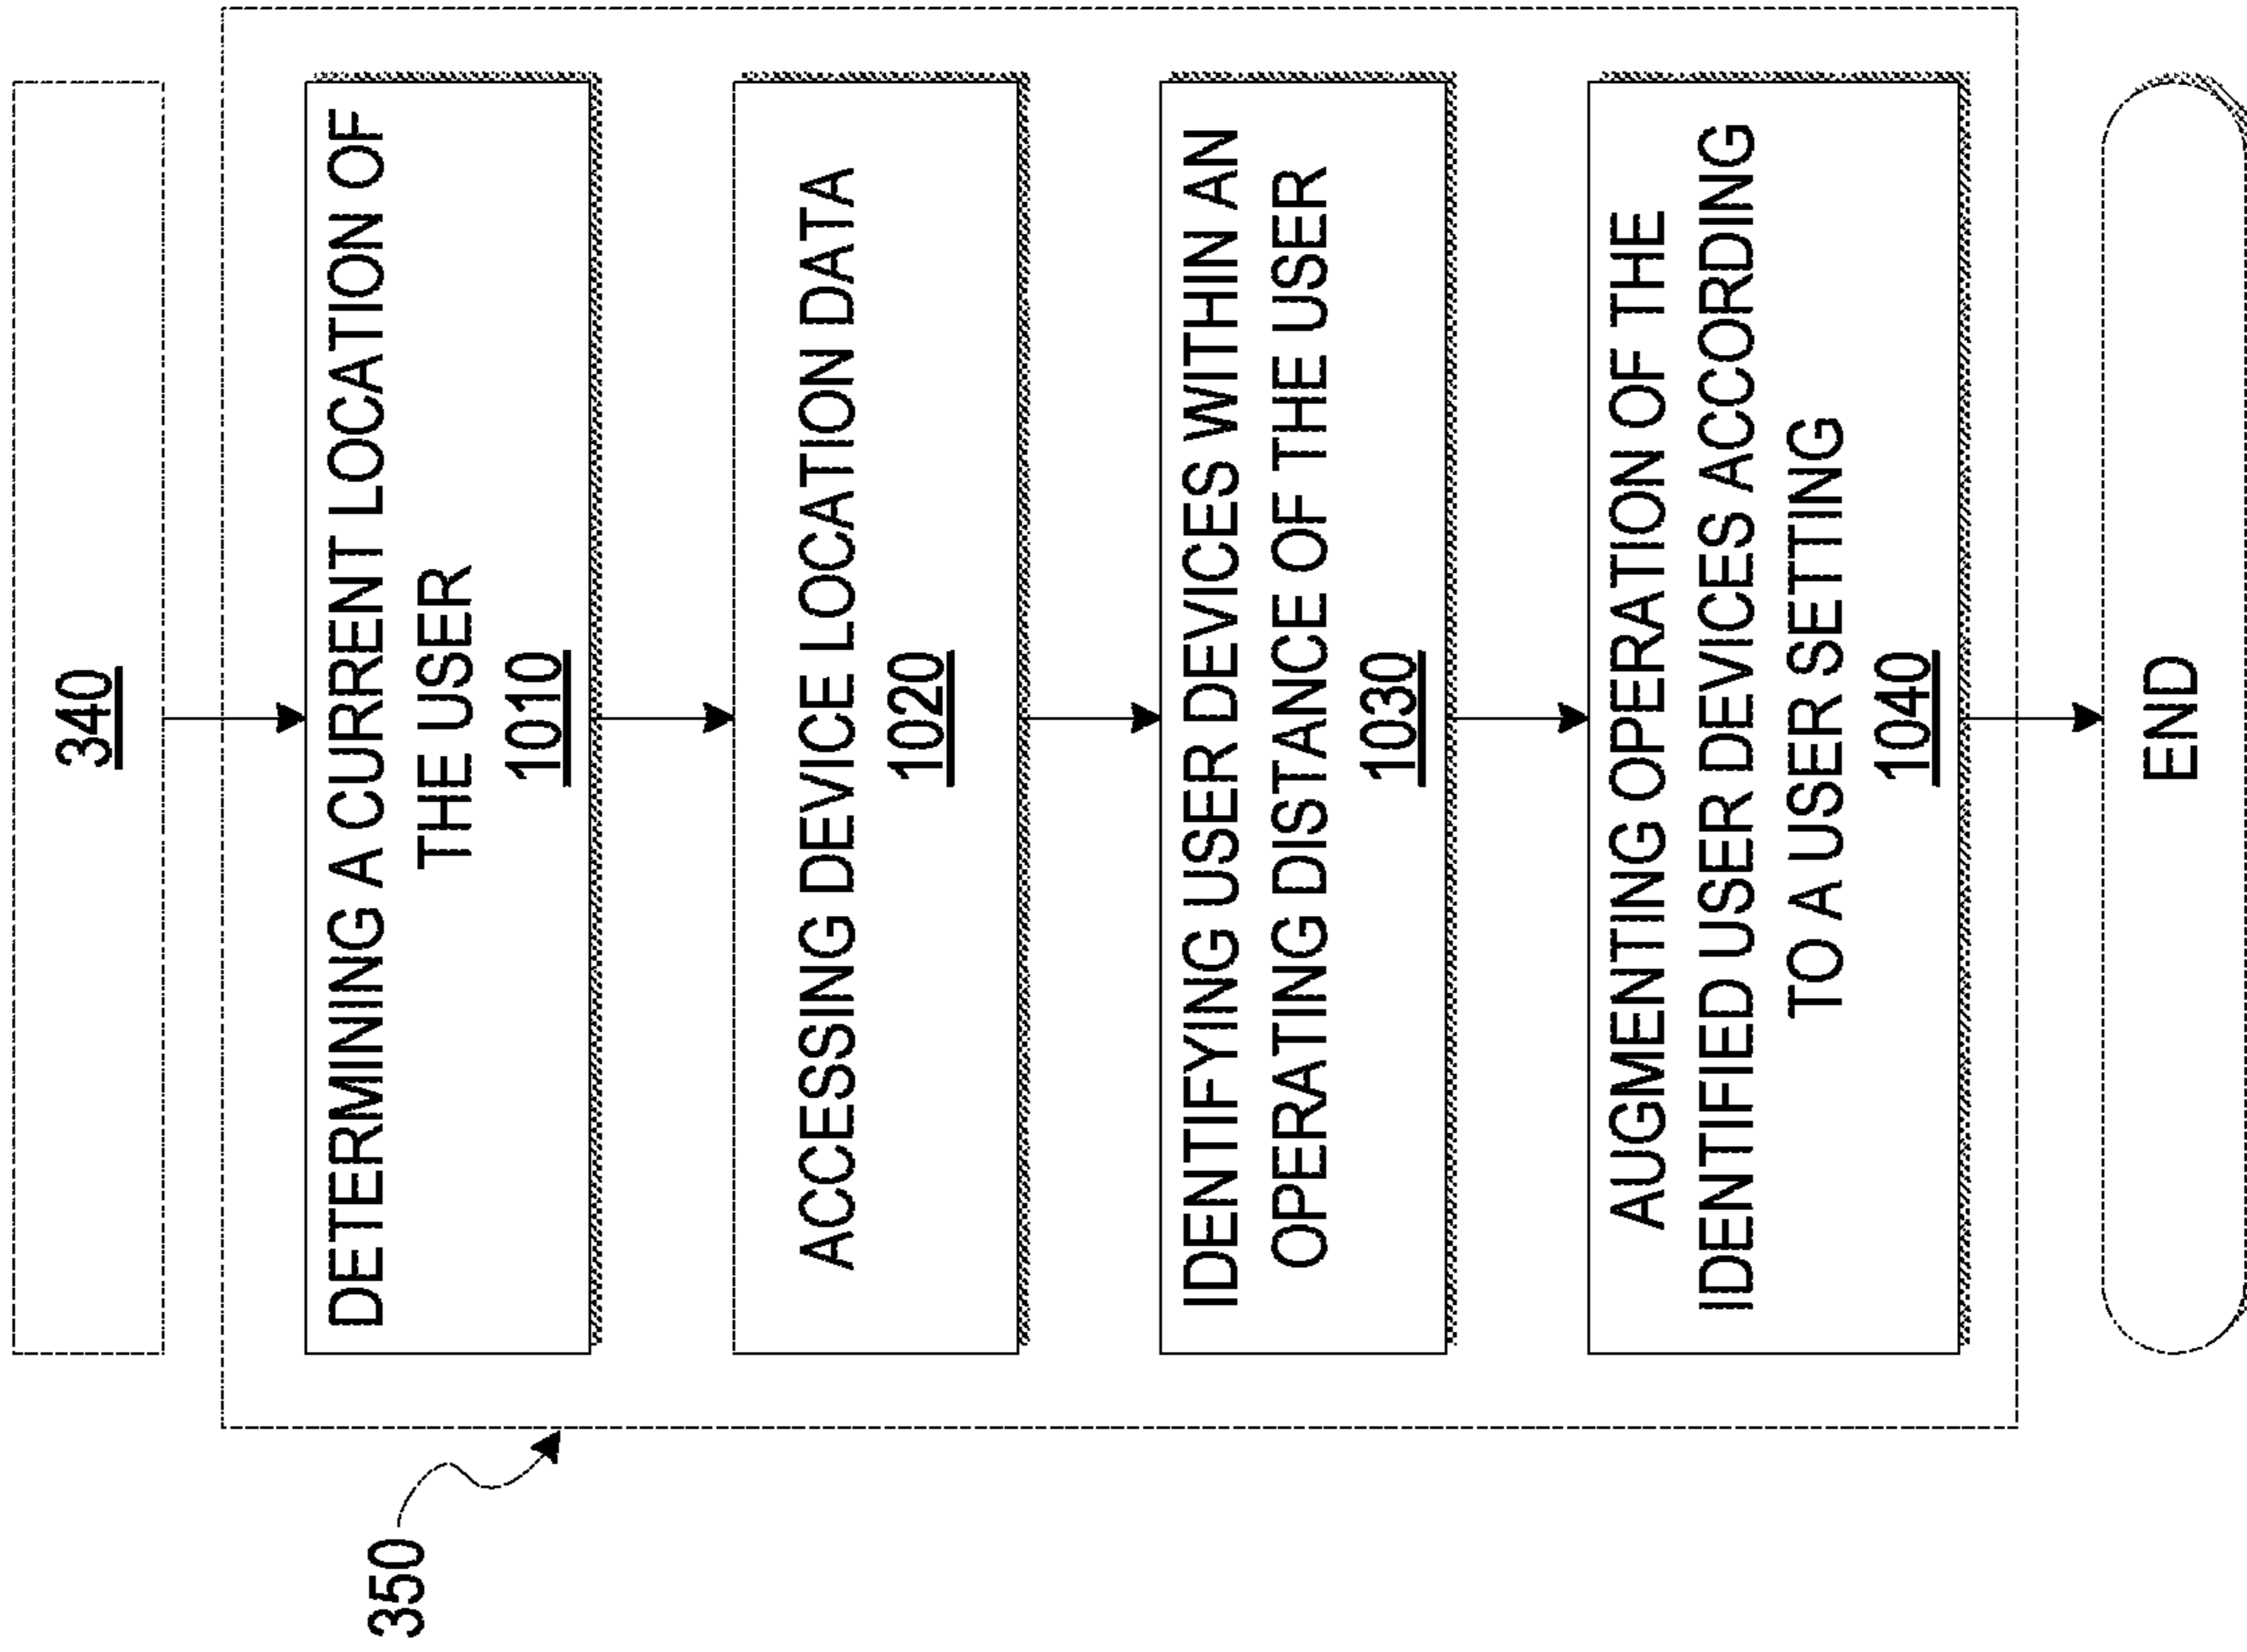 340
350
DETERMINING A CURRENT LOCATION OF
THE USER
1010
ACCESSING DEVICE LOCATION DATA
1020
IDENTIFYING USER DEVICES WITHIN AN
OPERATING DISTANCE OF THE USER
1030
AUGMENTING OPERATION OF THE
IDENTIFIED USER DEVICES ACCORDING
TO A USER SETTING
1040
END